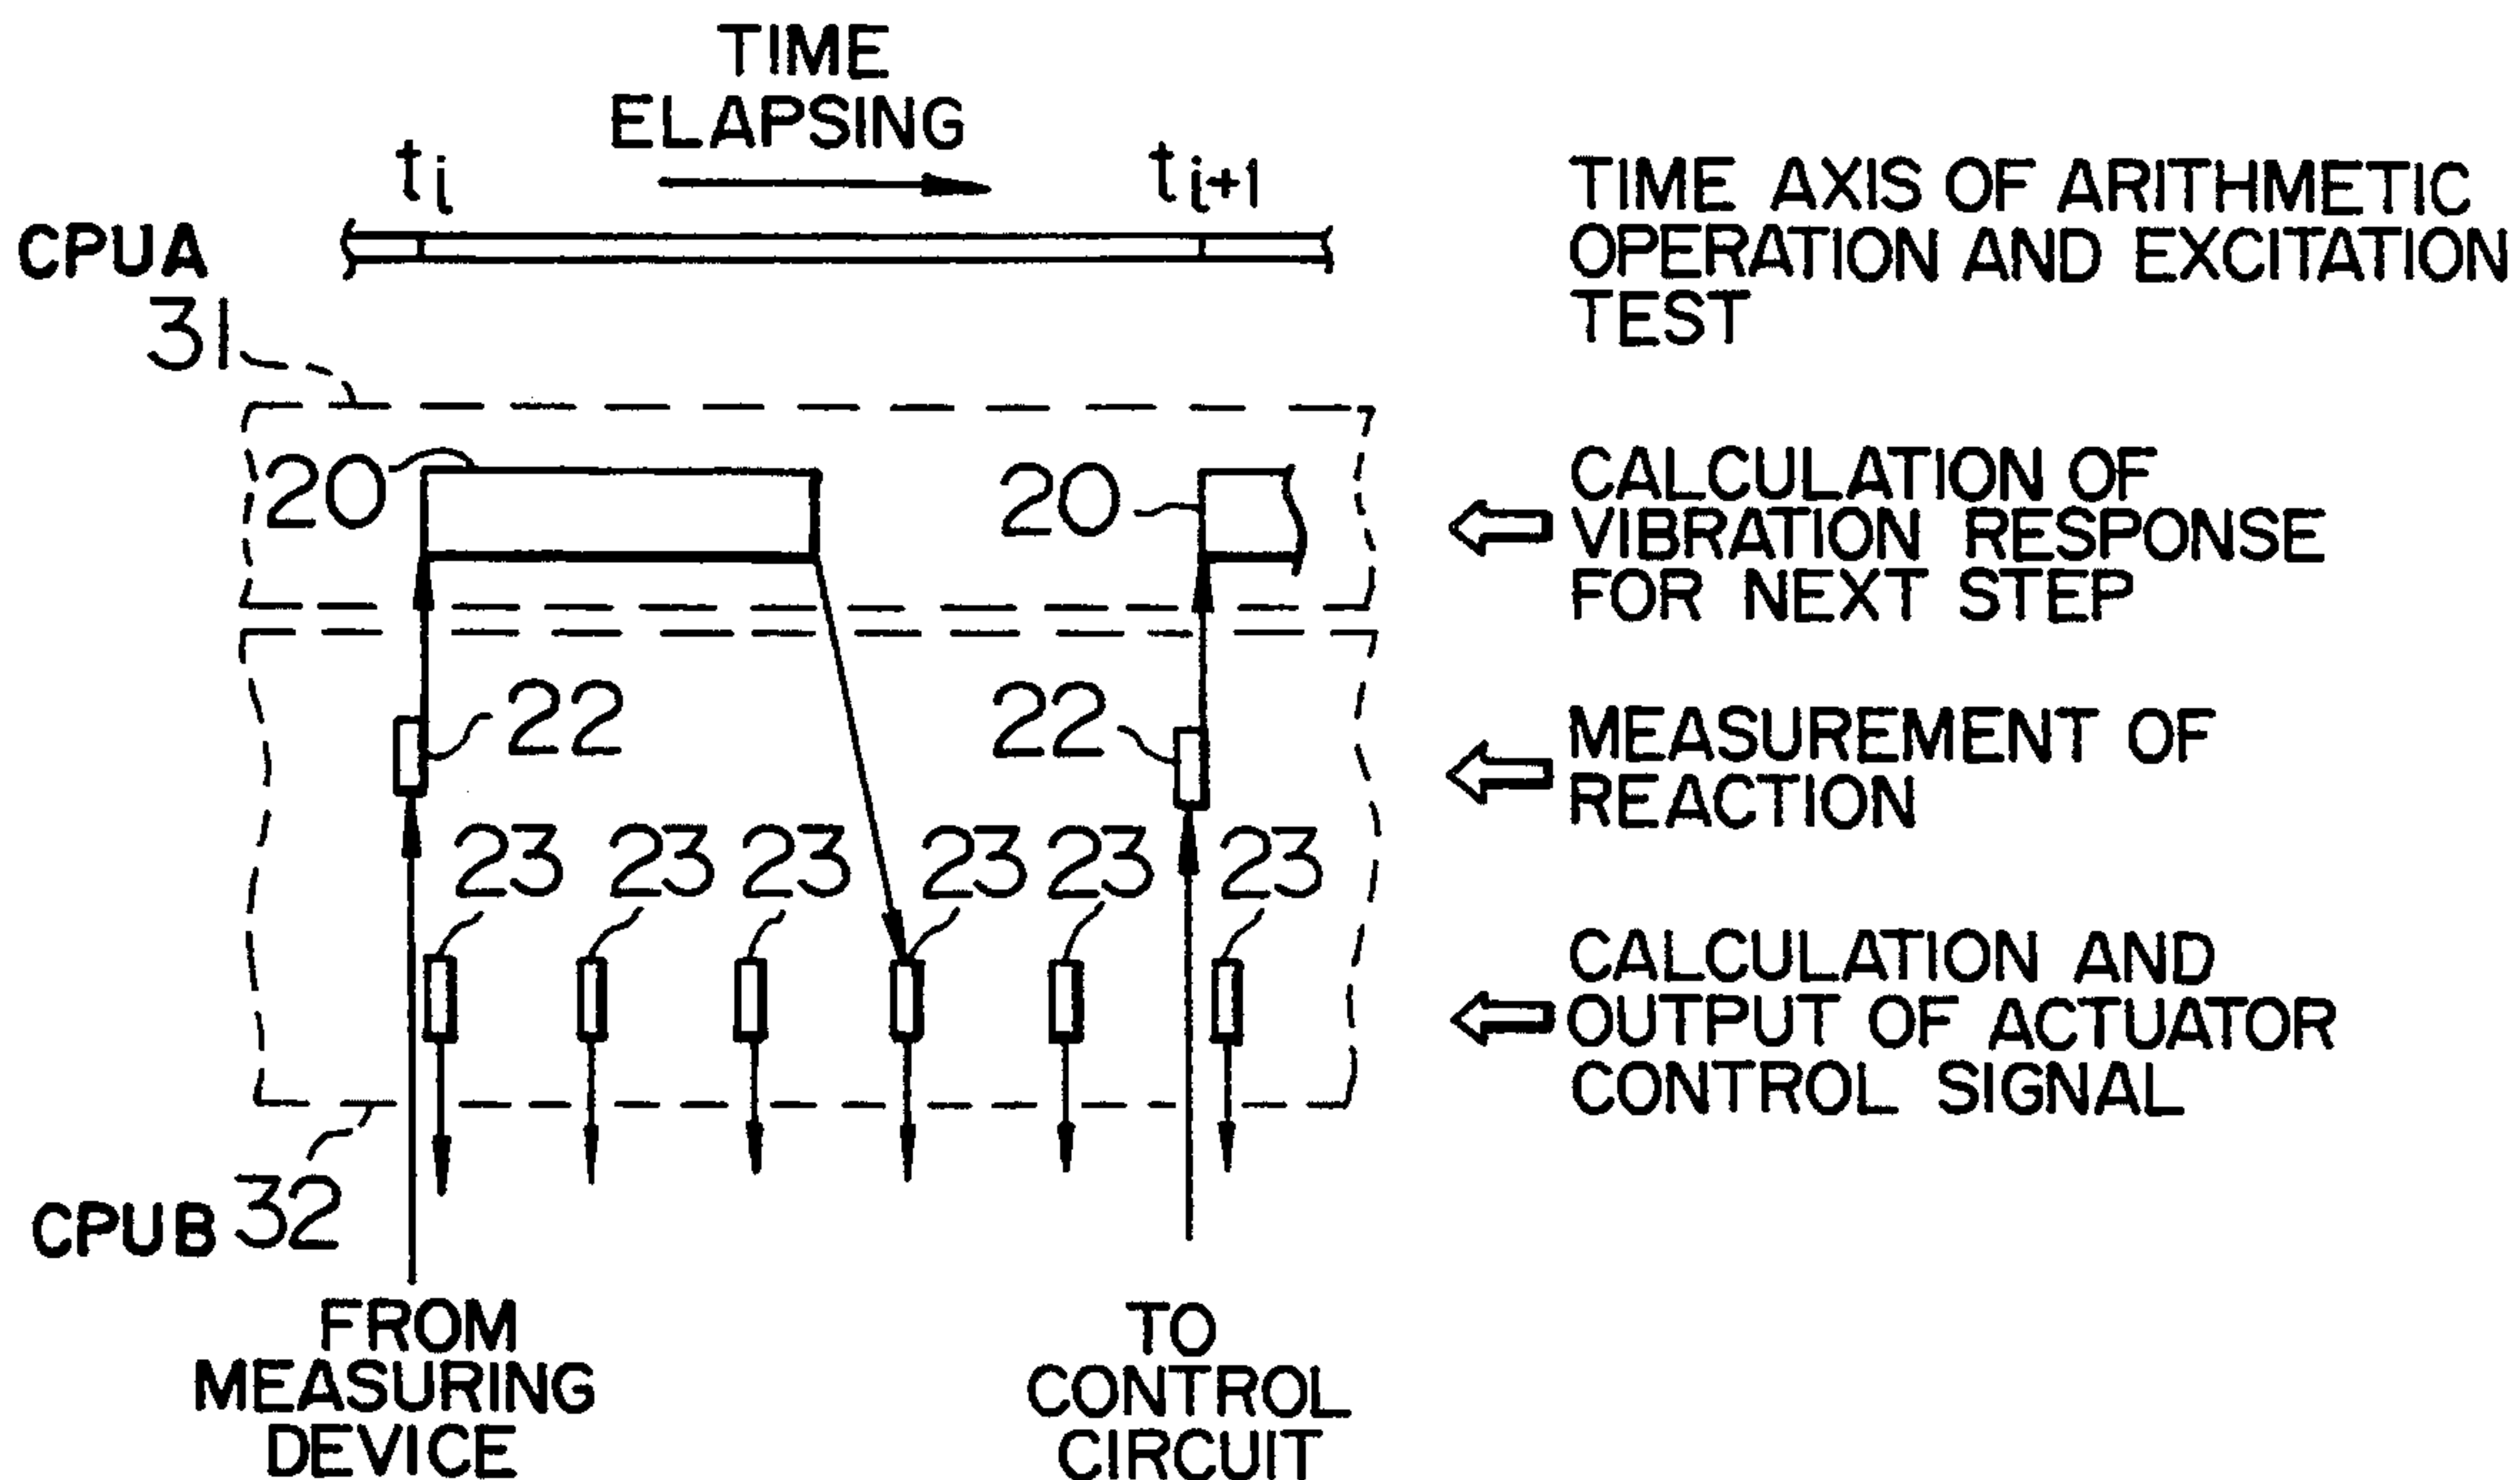 TIME
ELAPSING
ti
ti+1
CPUA
31
TIME AXIS OF ARITHMETIC
OPERATION AND EXCITATION
TEST
20
20
CALCULATION OF
VIBRATION RESPONSE
FOR NEXT STEP
22
22
MEASUREMENT OF
REACTION
23 23 23 23 23 23
CALCULATION AND
OUTPUT OF ACTUATOR
CONTROL SIGNAL
CPUB 32
FROM
MEASURING
DEVICE
TO
CONTROL
CIRCUIT